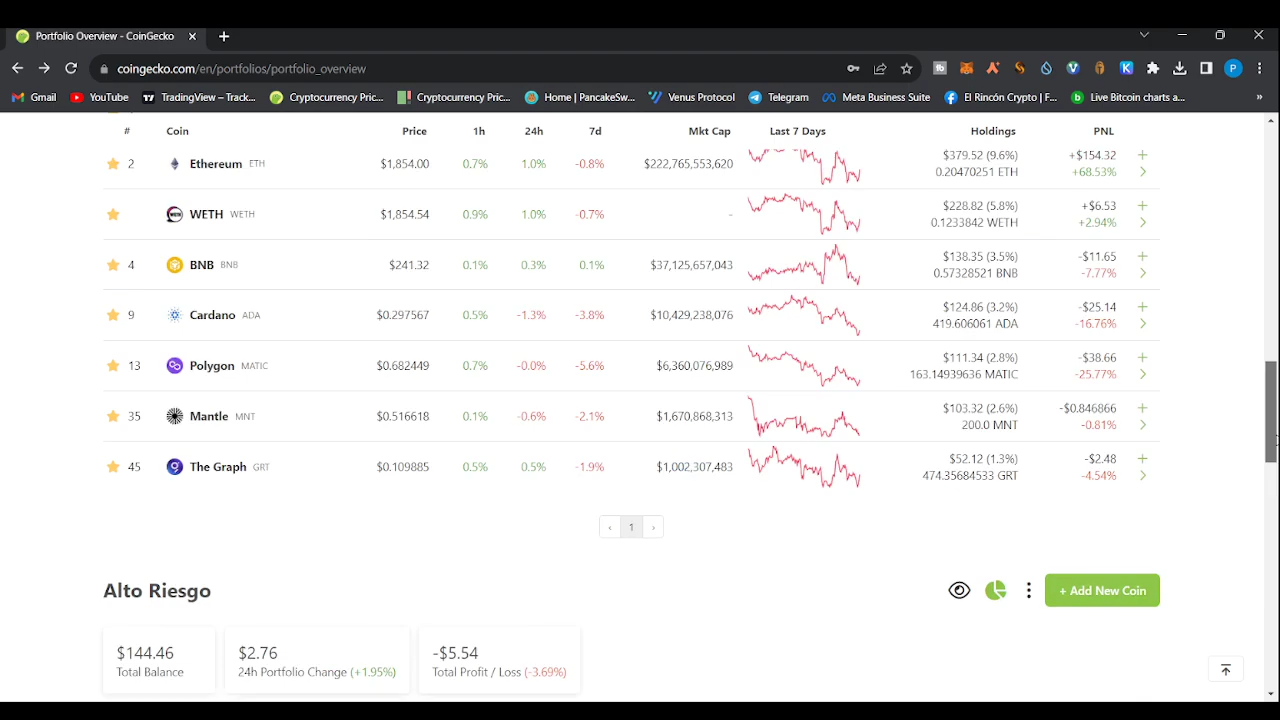 Portfolio Overview - CoinGecko
coingecko.com/en/portfolios/portfolio_overview
P
Gmail YouTube TradingView – Track... Cryptocurrency Pric... Cryptocurrency Pric... Home | PancakeSw... Venus Protocol Telegram Meta Business Suite El Rincón Crypto | F... Live Bitcoin charts a... »
# Coin Price 1h 24h 7d Mkt Cap Last 7 Days Holdings PNL
2 Ethereum ETH $1,854.00 0.7% 1.0% -0.8% $222,765,553,620 $379.52 (9.6%) +$154.32
0.20470251 ETH +68.53%
WETH WETH $1,854.54 0.9% 1.0% -0.7% - $228.82 (5.8%) +$6.53
0.1233842 WETH +2.94%
4 BNB BNB $241.32 0.1% 0.3% 0.1% $37,125,657,043 $138.35 (3.5%) -$11.65
0.57328521 BNB -7.77%
9 Cardano ADA $0.297567 0.5% -1.3% -3.8% $10,429,238,076 $124.86 (3.2%) -$25.14
419.606061 ADA -16.76%
13 Polygon MATIC $0.682449 0.7% -0.0% -5.6% $6,360,076,989 $111.34 (2.8%) -$38.66
163.14939636 MATIC -25.77%
35 Mantle MNT $0.516618 0.1% -0.6% -2.1% $1,670,868,313 $103.32 (2.6%) -$0.846866
200.0 MNT -0.81%
45 The Graph GRT $0.109885 0.5% 0.5% -1.9% $1,002,307,483 $52.12 (1.3%) -$2.48
474.35684533 GRT -4.54%
‹ 1 ›
Alto Riesgo + Add New Coin
$144.46 $2.76 -$5.54
Total Balance 24h Portfolio Change (+1.95%) Total Profit / Loss (-3.69%)